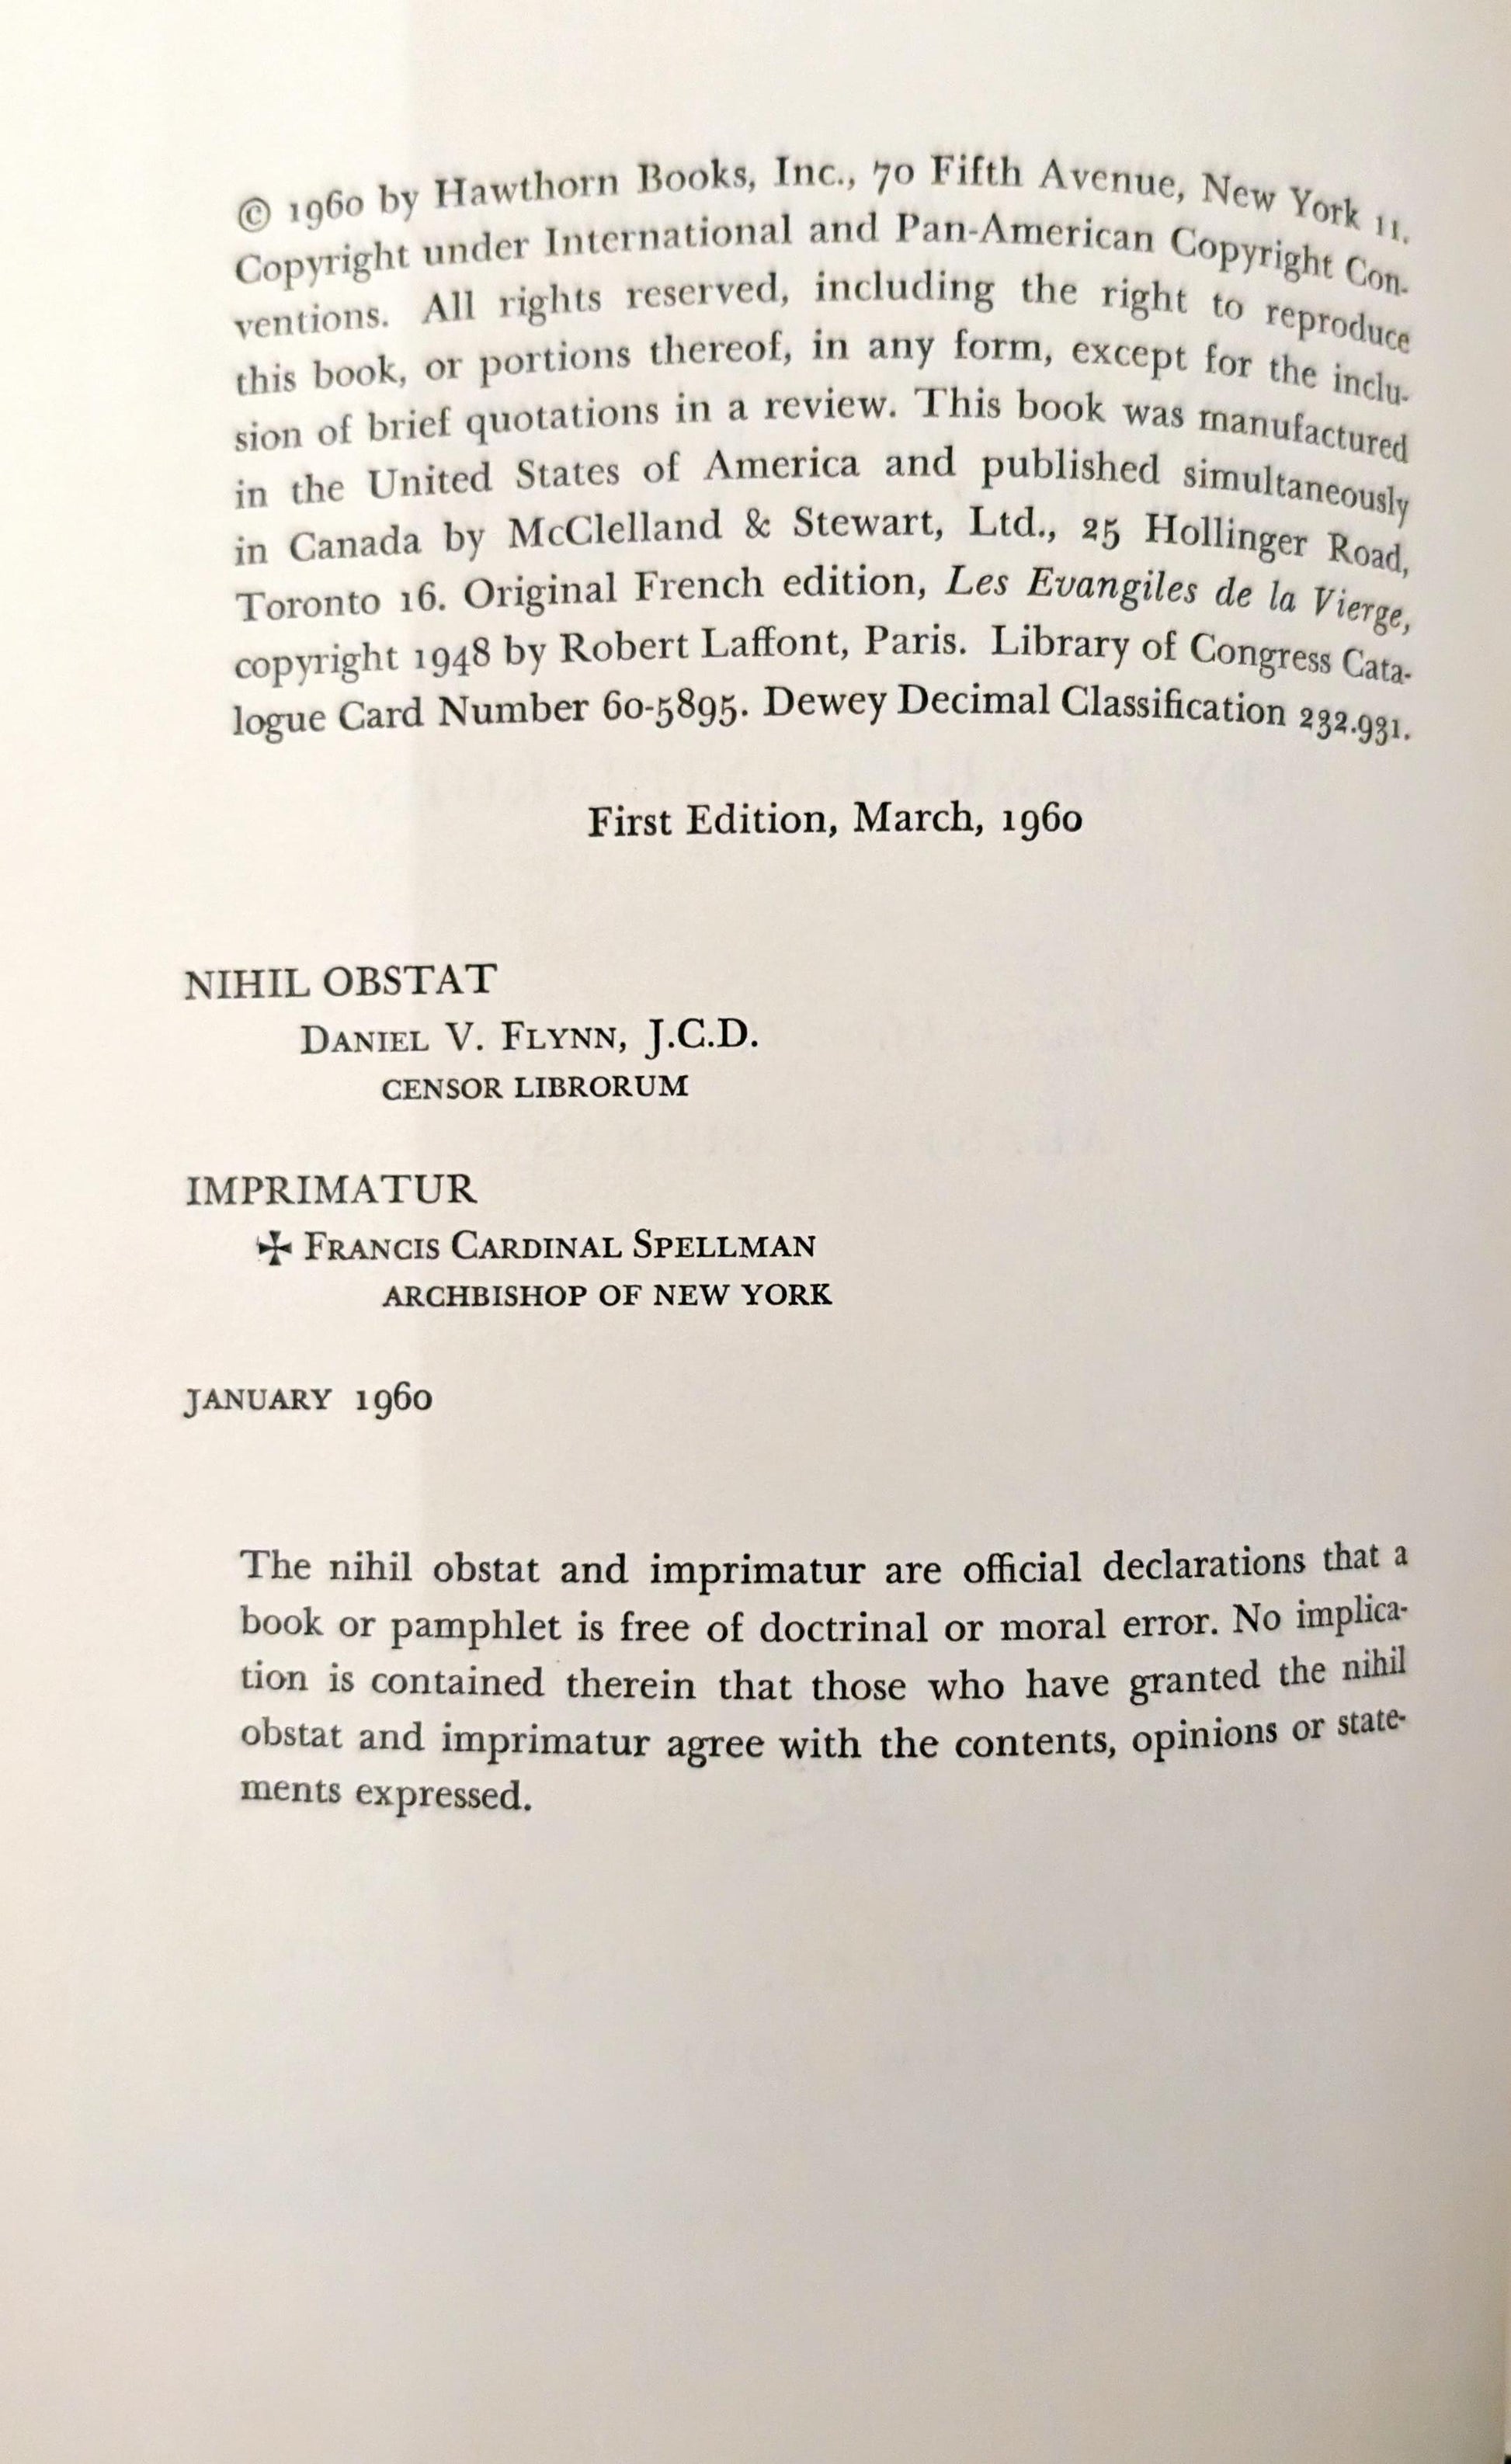 © 1960 by Hawthorn Books, Inc., 70 Fifth Avenue, New York 11.
Copyright under International and Pan-American Copyright Con-
ventions. All rights reserved, including the right to reproduce
this book, or portions thereof, in any form, except for the inclu-
sion of brief quotations in a review. This book was manufactured
in the United States of America and published simultaneously
in Canada by McClelland & Stewart, Ltd., 25 Hollinger Road,
Toronto 16. Original French edition, Les Evangiles de la Vierge,
copyright 1948 by Robert Laffont, Paris. Library of Congress Cata-
logue Card Number 60-5895. Dewey Decimal Classification 232.931.
First Edition, March, 1960
NIHIL OBSTAT
DANIEL V. FLYNN, J.C.D.
CENSOR LIBRORUM
IMPRIMATUR
✠ FRANCIS CARDINAL SPELLMAN
ARCHBISHOP OF NEW YORK
JANUARY 1960
The nihil obstat and imprimatur are official declarations that a
book or pamphlet is free of doctrinal or moral error. No implica-
tion is contained therein that those who have granted the nihil
obstat and imprimatur agree with the contents, opinions or state-
ments expressed.